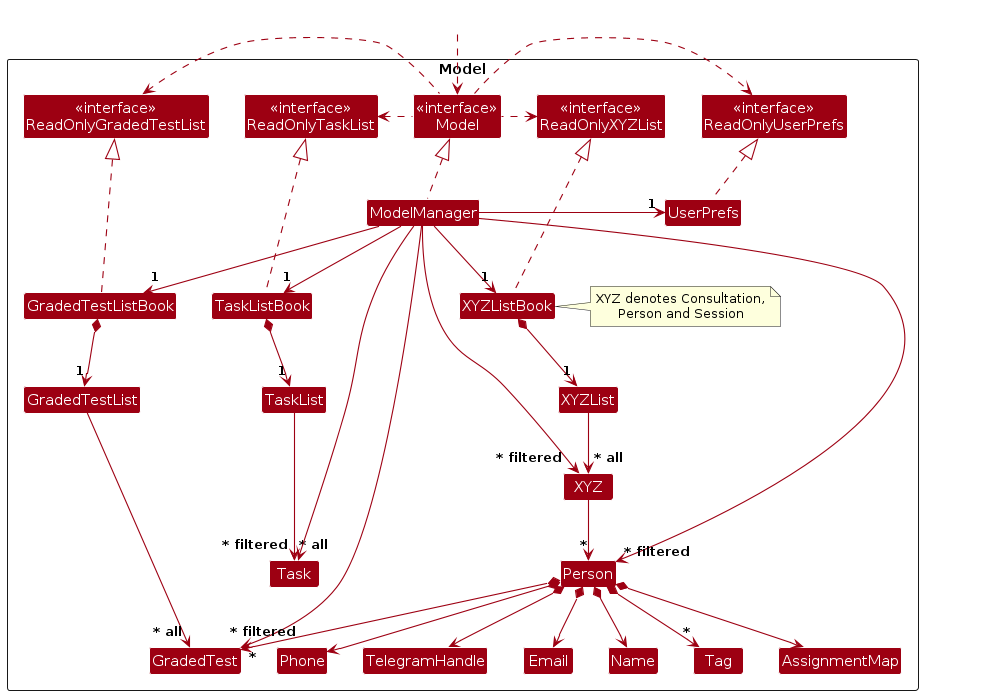 Model
«interface»
ReadOnlyGradedTestList
«interface»
ReadOnlyTaskList
«interface»
Model
«interface»
ReadOnlyXYZList
«interface»
ReadOnlyUserPrefs
ModelManager
1
UserPrefs
1
1
1
GradedTestListBook
TaskListBook
XYZListBook
XYZ denotes Consultation,
Person and Session
1
1
1
GradedTestList
TaskList
XYZList
* filtered
* all
XYZ
* filtered
* all
*
* filtered
Task
Person
* all
* filtered
*
*
GradedTest
Phone
TelegramHandle
Email
Name
Tag
AssignmentMap